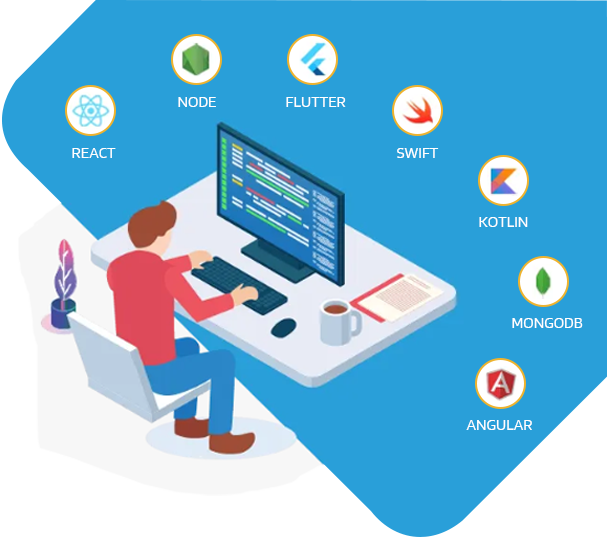 REACT
NODE
FLUTTER
SWIFT
KOTLIN
MONGODB
ANGULAR